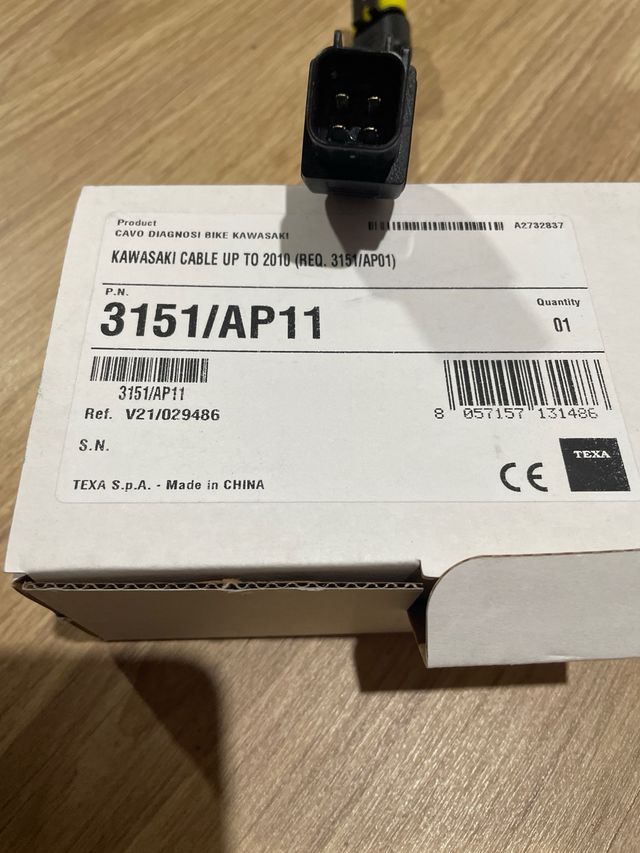 Product
CAVO DIAGNOSI BIKE KAWASAKI
A2732837
KAWASAKI CABLE UP TO 2010 (REQ. 3151/AP01)
P.N.
3151/AP11
Quantity
01
3151/AP11
Ref. V21/029486
8 057157 131486
S.N.
TEXA
CE
TEXA S.p.A. - Made in CHINA